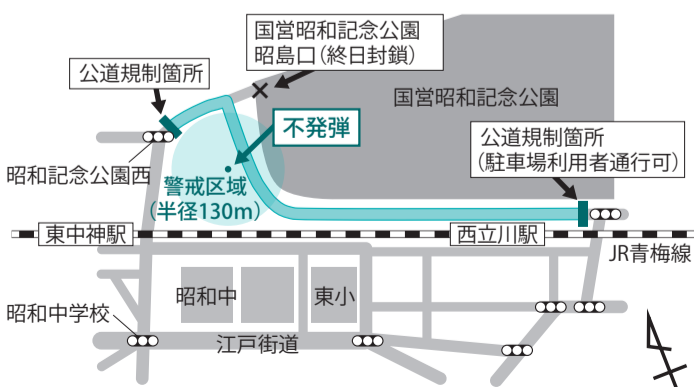 国営昭和記念公園
昭島口（終日封鎖）
公道規制箇所
国営昭和記念公園
不発弾
公道規制箇所
（駐車場利用者通行可）
昭和記念公園西
警戒区域
（半径130m）
東中神駅
西立川駅
JR青梅線
昭和中
東小
昭和中学校
江戸街道